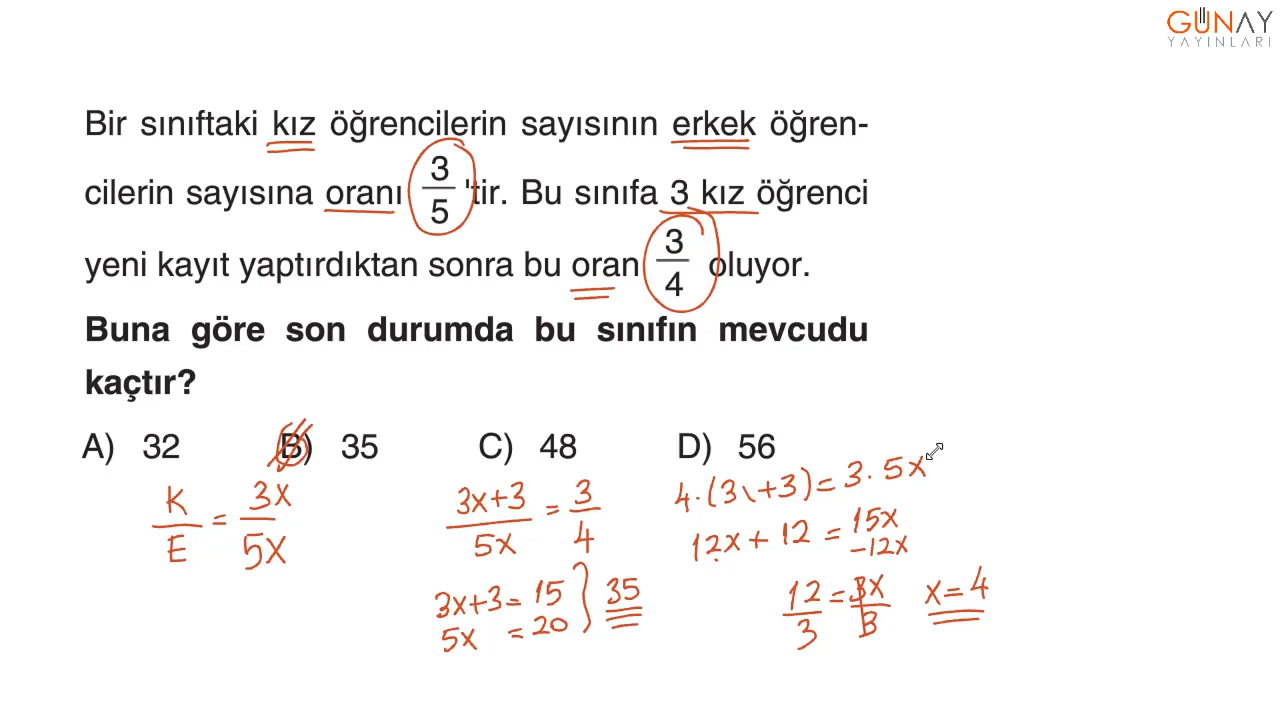 GÜNAY
YAYINLARI
Bir sınıftaki kız öğrencilerin sayısının erkek öğren-
cilerin sayısına oranı 3/5 'tir. Bu sınıfa 3 kız öğrenci
yeni kayıt yaptırdıktan sonra bu oran 3/4 oluyor.
Buna göre son durumda bu sınıfın mevcudu
kaçtır?
A) 32 B) 35 C) 48 D) 56
K/E = 3x/5x
3x+3/5x = 3/4
3x+3 = 15
5x = 20
35
4.(3\+3) = 3.5x
12x + 12 = 15x
-12x
12/3 = 3x/3 x = 4